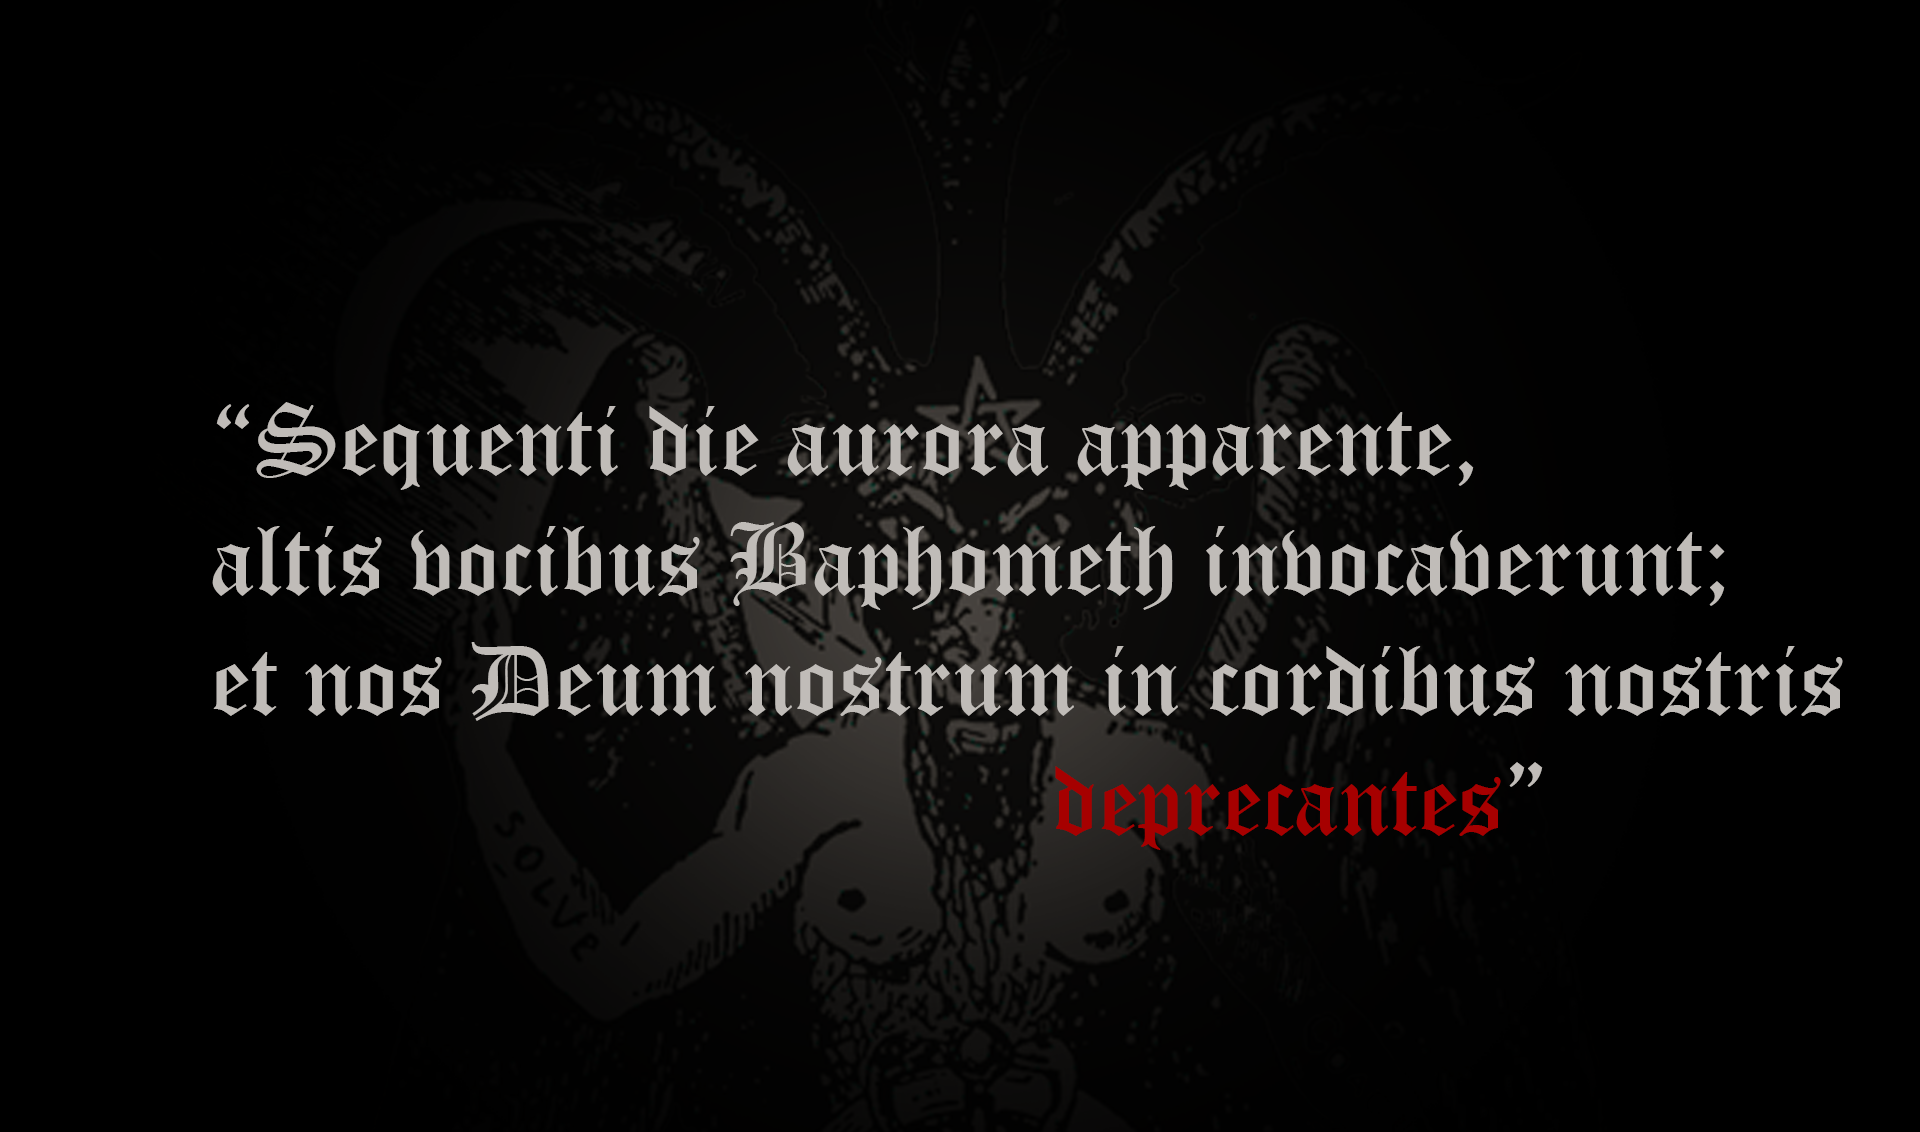 “Sequenti die aurora apparente,
altis vocibus Baphometh invocaverunt;
et nos Deum nostrum in cordibus nostris
deprecantes”
SOLVE